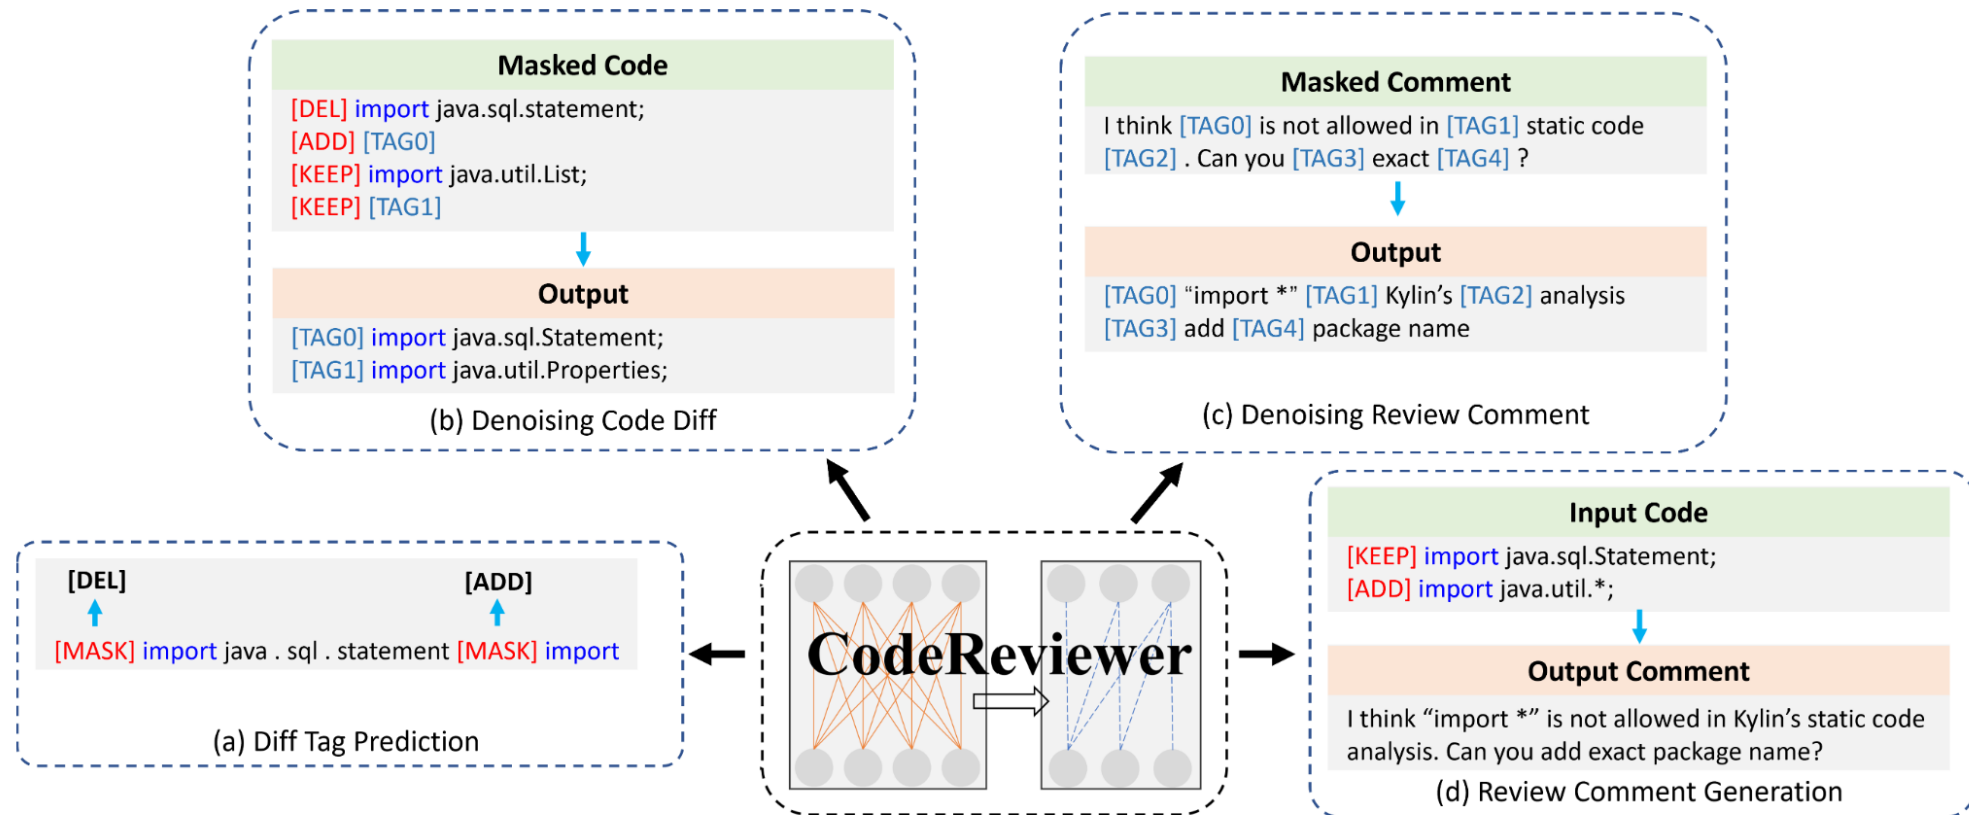 Masked Code
[DEL] import java.sql.statement;
[ADD] [TAG0]
[KEEP] import java.util.List;
[KEEP] [TAG1]
Output
[TAG0] import java.sql.Statement;
[TAG1] import java.util.Properties;
(b) Denoising Code Diff
Masked Comment
I think [TAG0] is not allowed in [TAG1] static code
[TAG2] . Can you [TAG3] exact [TAG4] ?
Output
[TAG0] “import *” [TAG1] Kylin’s [TAG2] analysis
[TAG3] add [TAG4] package name
(c) Denoising Review Comment
[DEL] [ADD]
[MASK] import java . sql . statement [MASK] import
(a) Diff Tag Prediction
CodeReviewer
Input Code
[KEEP] import java.sql.Statement;
[ADD] import java.util.*;
Output Comment
I think “import *” is not allowed in Kylin’s static code
analysis. Can you add exact package name?
(d) Review Comment Generation